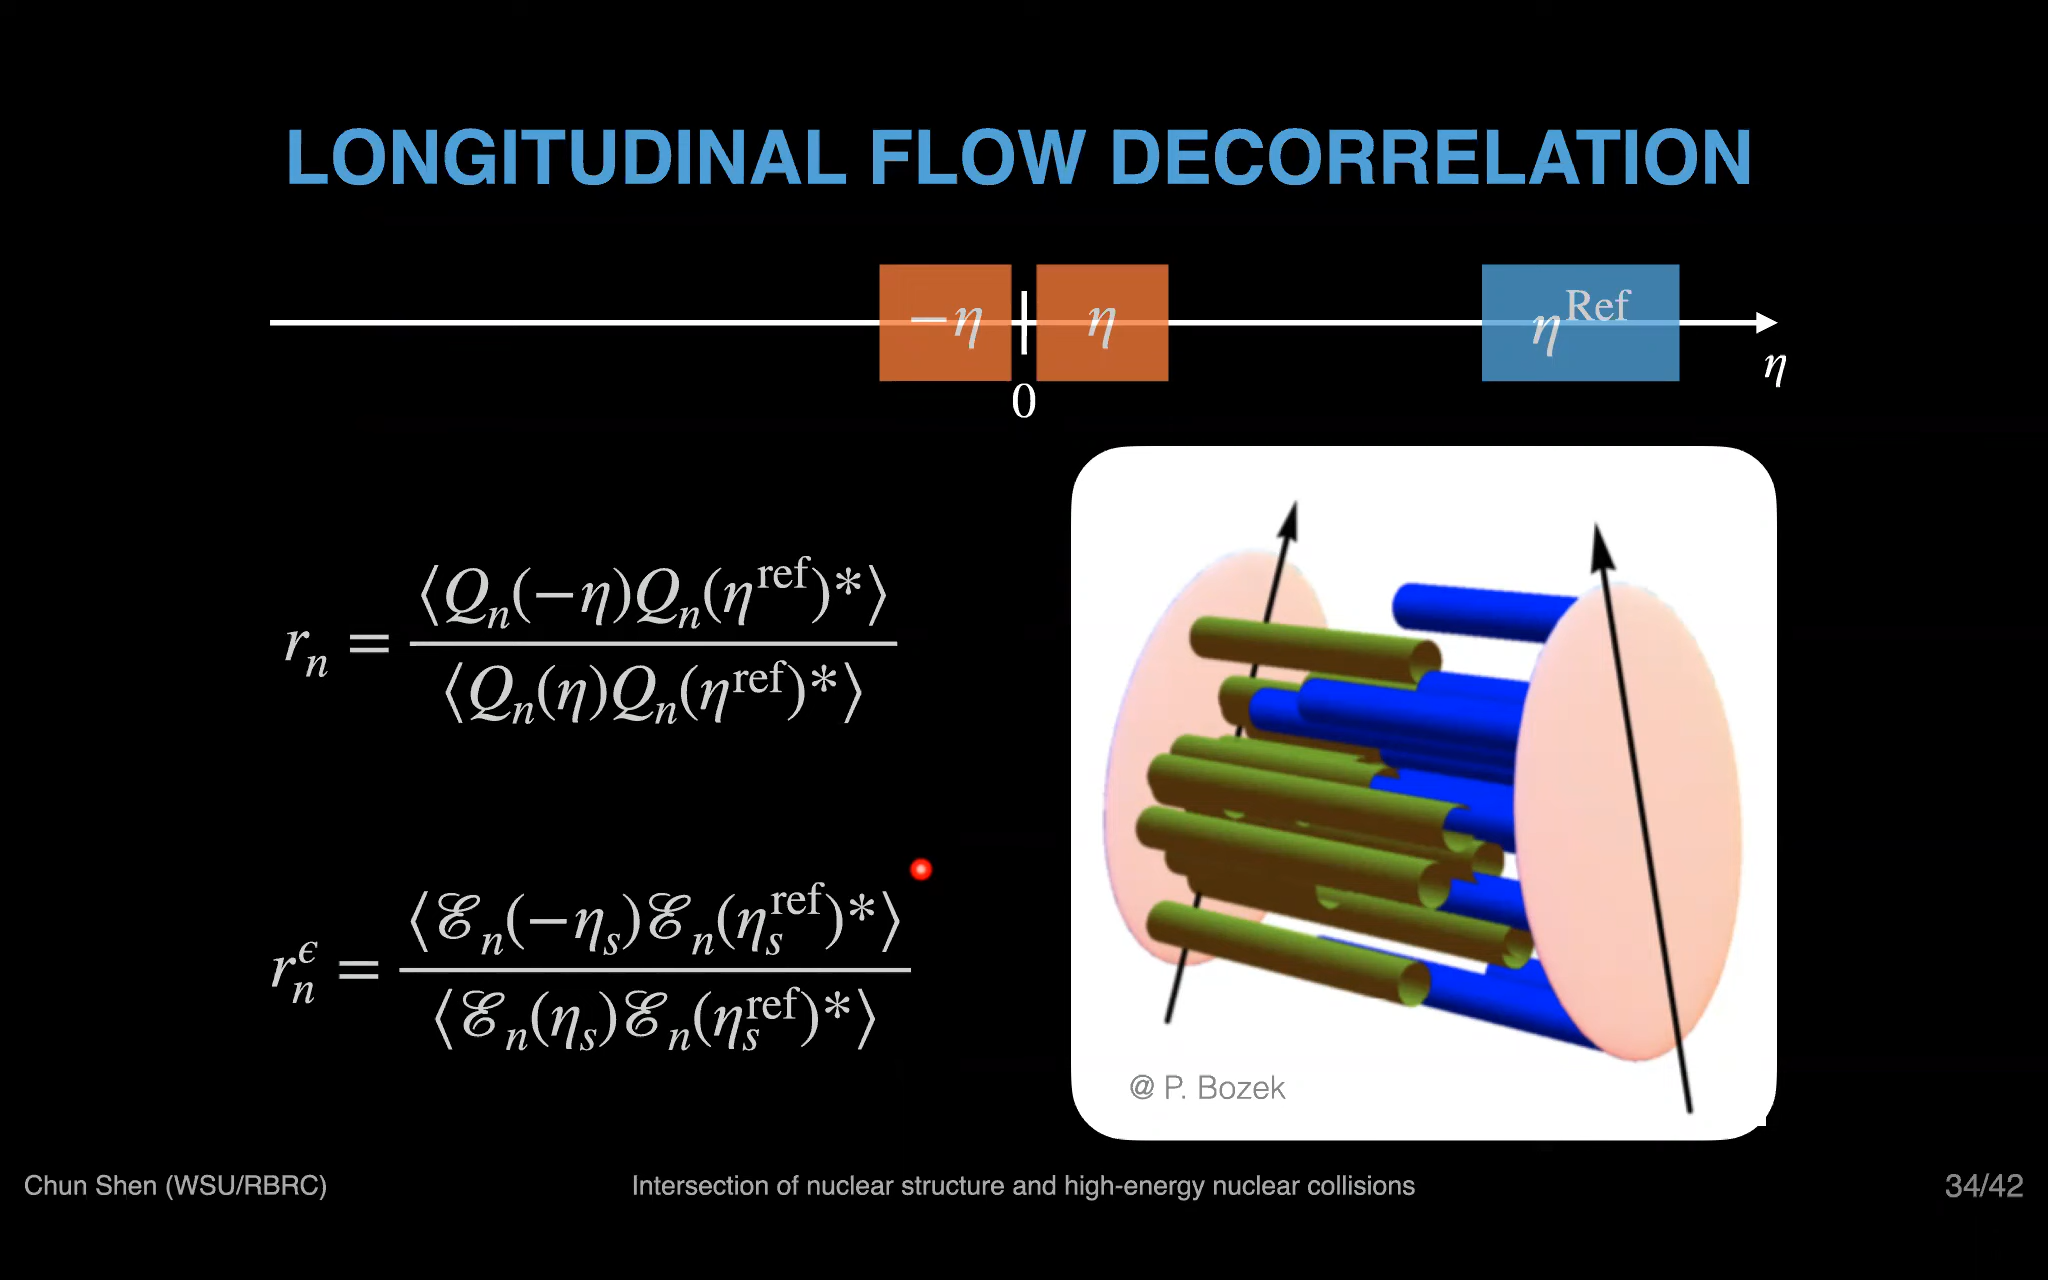 LONGITUDINAL FLOW DECORRELATION
−η η η^Ref
η
0
r_n = ⟨Q_n(−η)Q_n(η^ref)*⟩ / ⟨Q_n(η)Q_n(η^ref)*⟩
r_n^ϵ = ⟨ℰ_n(−η_s)ℰ_n(η_s^ref)*⟩ / ⟨ℰ_n(η_s)ℰ_n(η_s^ref)*⟩
@ P. Bozek
Chun Shen (WSU/RBRC) Intersection of nuclear structure and high-energy nuclear collisions 34/42